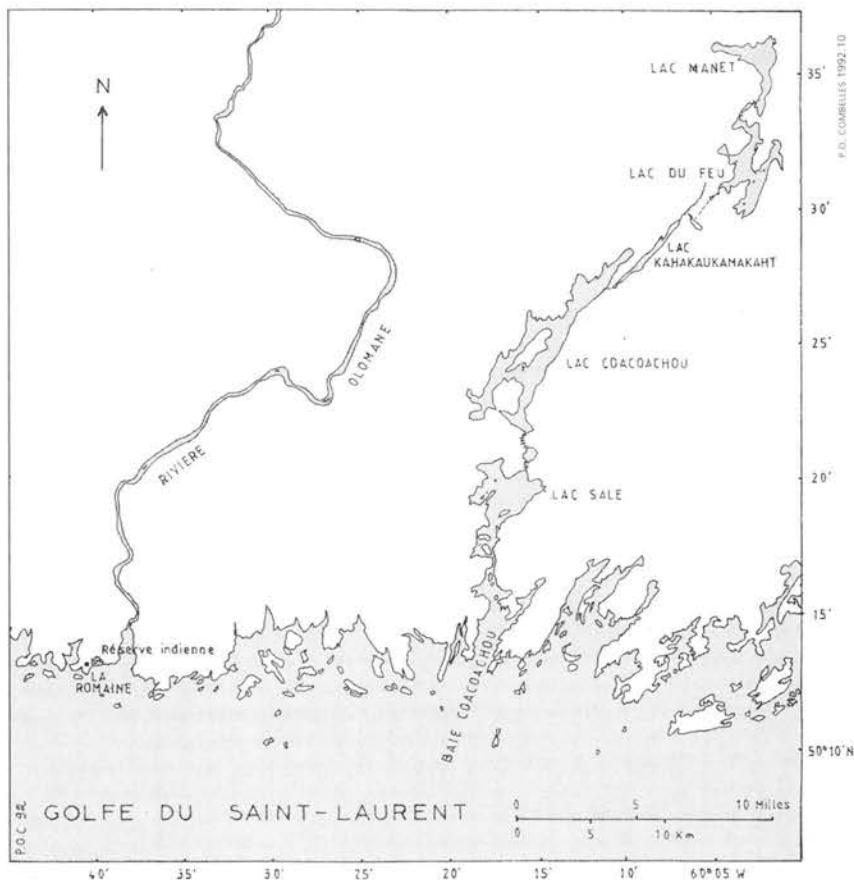 P.D. COMBELLES 1992.10
N
LAC MANET
35'
LAC DU FEU
30'
LAC
KAHAKAUKAMAKAHT
OLOMANE
25'
LAC COACOACHOU
RIVIERE
20'
LAC SALE
15'
Réserve indienne
LA
ROMAINE
BAIE COACOACHOU
50°10'N
P.O.C 92
GOLFE DU SAINT-LAURENT
0 5 10 Milles
0 5 10 Km
40' 35' 30' 25' 20' 15' 10' 60°05 W